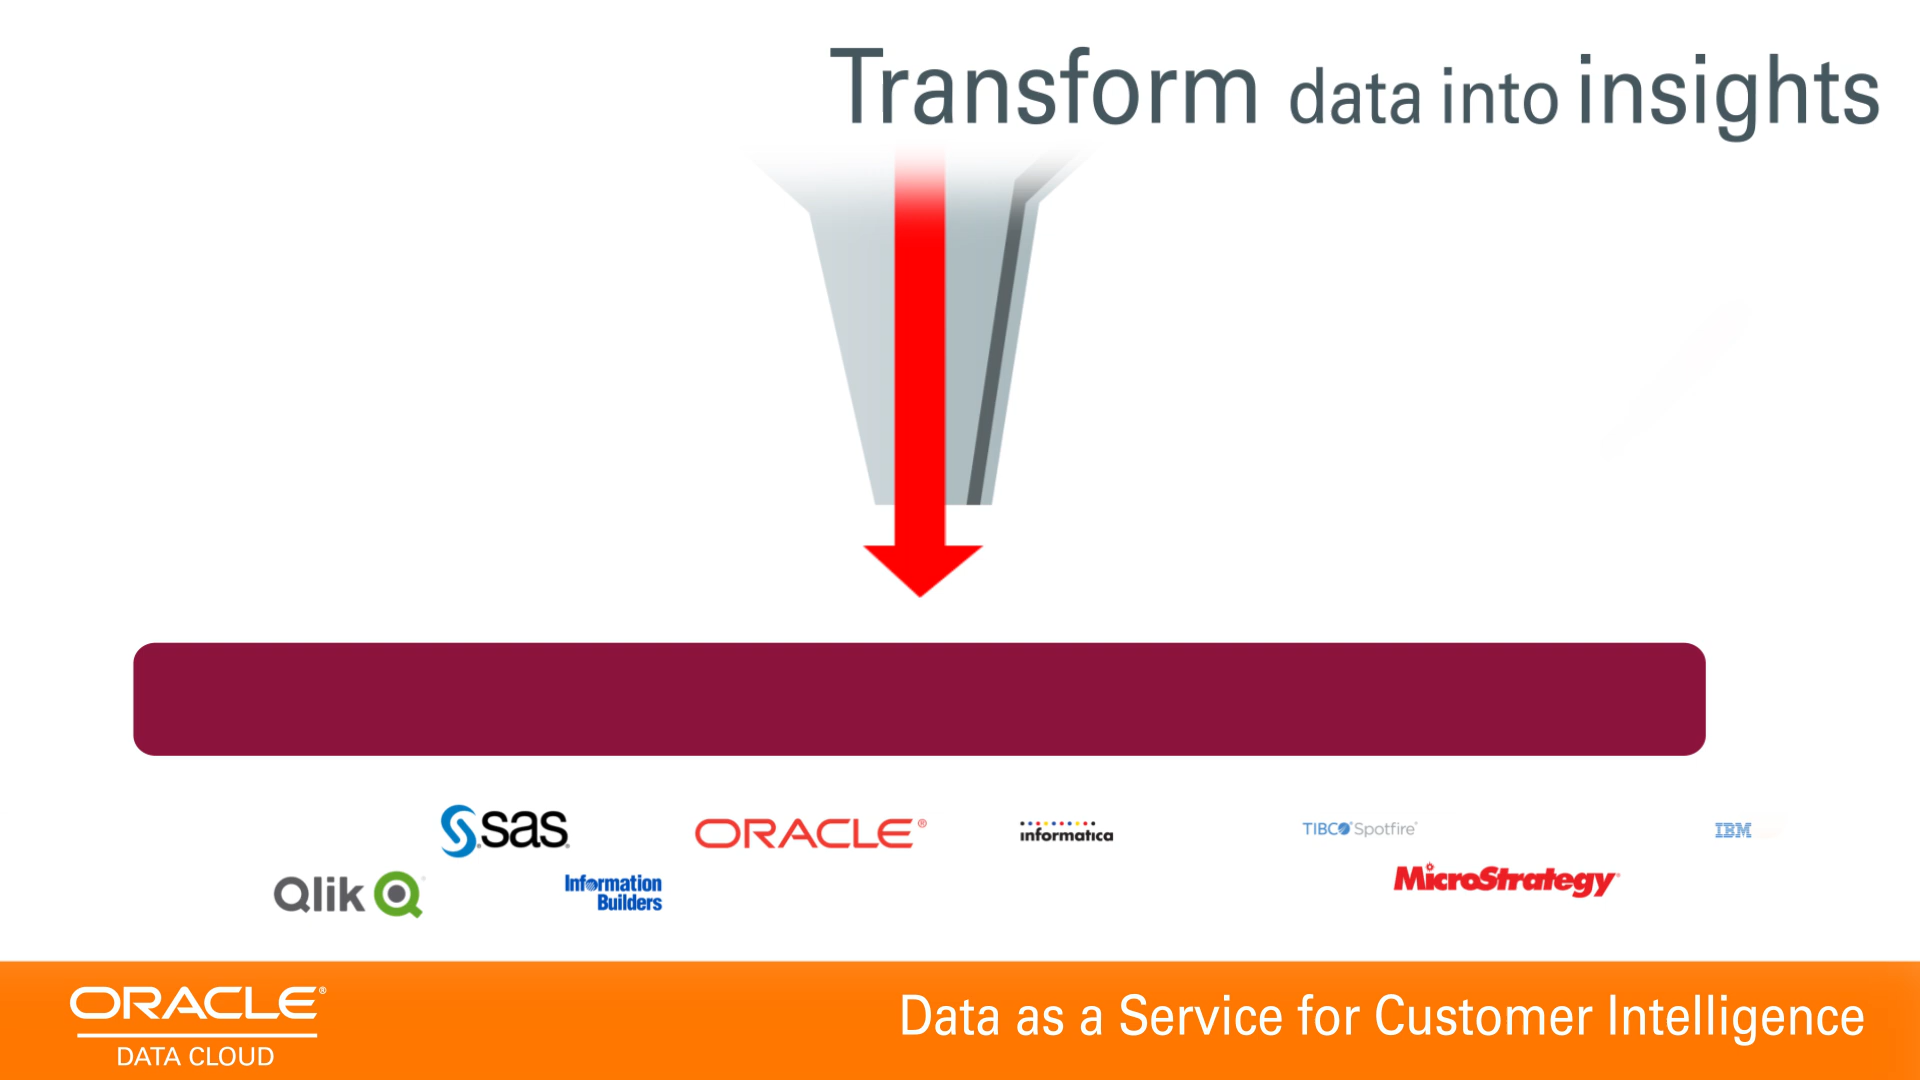 Transform data into insights
sas
ORACLE®
informatica
TIBCO Spotfire®
IBM
Qlik
Information
Builders
MicroStrategy
ORACLE®
DATA CLOUD
Data as a Service for Customer Intelligence